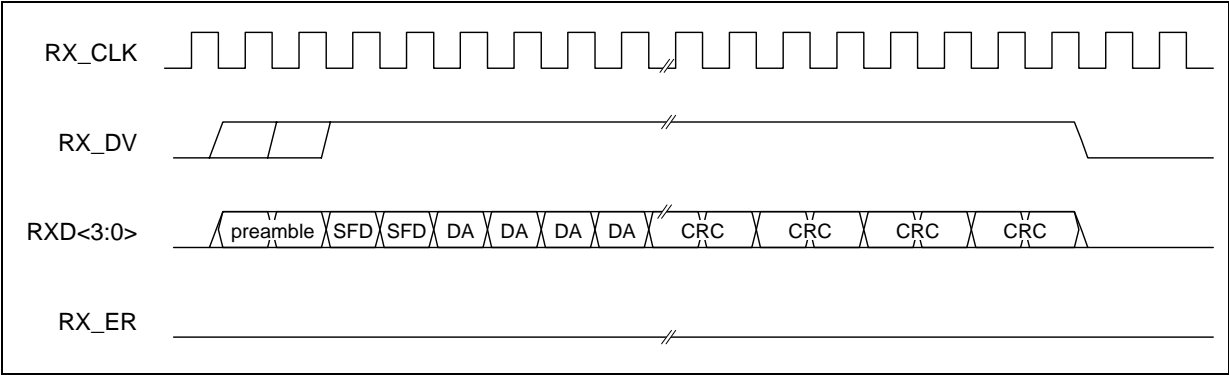 RX_CLK
RX_DV
RXD<3:0> preamble SFD SFD DA DA DA DA CRC CRC CRC CRC
RX_ER